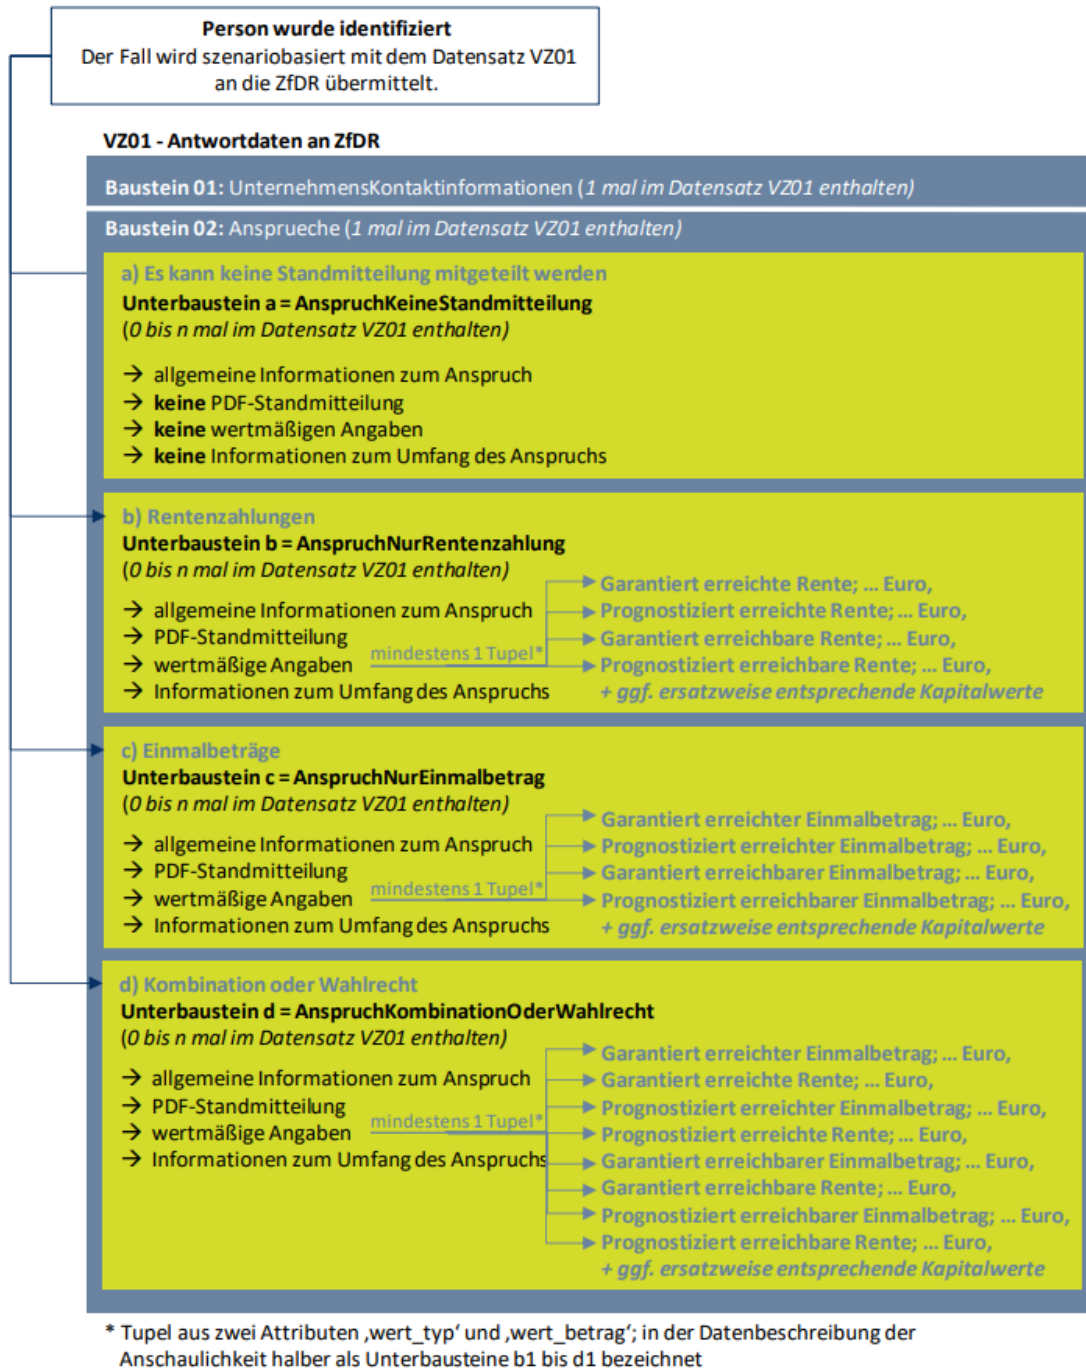 Person wurde identifiziert
Der Fall wird szenariobasiert mit dem Datensatz VZ01
an die ZfDR übermittelt.
VZ01 - Antwortdaten an ZfDR
Baustein 01: UnternehmensKontaktinformationen (1 mal im Datensatz VZ01 enthalten)
Baustein 02: Ansprueche (1 mal im Datensatz VZ01 enthalten)
a) Es kann keine Standmitteilung mitgeteilt werden
Unterbaustein a = AnspruchKeineStandmitteilung
(0 bis n mal im Datensatz VZ01 enthalten)
→ allgemeine Informationen zum Anspruch
→ keine PDF-Standmitteilung
→ keine wertmäßigen Angaben
→ keine Informationen zum Umfang des Anspruchs
b) Rentenzahlungen
Unterbaustein b = AnspruchNurRentenzahlung
(0 bis n mal im Datensatz VZ01 enthalten)
→ allgemeine Informationen zum Anspruch
→ PDF-Standmitteilung
→ wertmäßige Angaben
→ Informationen zum Umfang des Anspruchs
mindestens 1 Tupel*
Garantiert erreichte Rente; ... Euro,
Prognostiziert erreichte Rente; ... Euro,
Garantiert erreichbare Rente; ... Euro,
Prognostiziert erreichbare Rente; ... Euro,
+ ggf. ersatzweise entsprechende Kapitalwerte
c) Einmalbeträge
Unterbaustein c = AnspruchNurEinmalbetrag
(0 bis n mal im Datensatz VZ01 enthalten)
→ allgemeine Informationen zum Anspruch
→ PDF-Standmitteilung
→ wertmäßige Angaben
→ Informationen zum Umfang des Anspruchs
mindestens 1 Tupel*
Garantiert erreichter Einmalbetrag; ... Euro,
Prognostiziert erreichter Einmalbetrag; ... Euro,
Garantiert erreichbarer Einmalbetrag; ... Euro,
Prognostiziert erreichbarer Einmalbetrag; ... Euro,
+ ggf. ersatzweise entsprechende Kapitalwerte
d) Kombination oder Wahlrecht
Unterbaustein d = AnspruchKombinationOderWahlrecht
(0 bis n mal im Datensatz VZ01 enthalten)
→ allgemeine Informationen zum Anspruch
→ PDF-Standmitteilung
→ wertmäßige Angaben
→ Informationen zum Umfang des Anspruchs
mindestens 1 Tupel*
Garantiert erreichter Einmalbetrag; ... Euro,
Garantiert erreichte Rente; ... Euro,
Prognostiziert erreichter Einmalbetrag; ... Euro,
Prognostiziert erreichte Rente; ... Euro,
Garantiert erreichbarer Einmalbetrag; ... Euro,
Garantiert erreichbare Rente; ... Euro,
Prognostiziert erreichbarer Einmalbetrag; ... Euro,
Prognostiziert erreichbare Rente; ... Euro,
+ ggf. ersatzweise entsprechende Kapitalwerte
* Tupel aus zwei Attributen ‚wert_typ‘ und ‚wert_betrag‘; in der Datenbeschreibung der
Anschaulichkeit halber als Unterbausteine b1 bis d1 bezeichnet